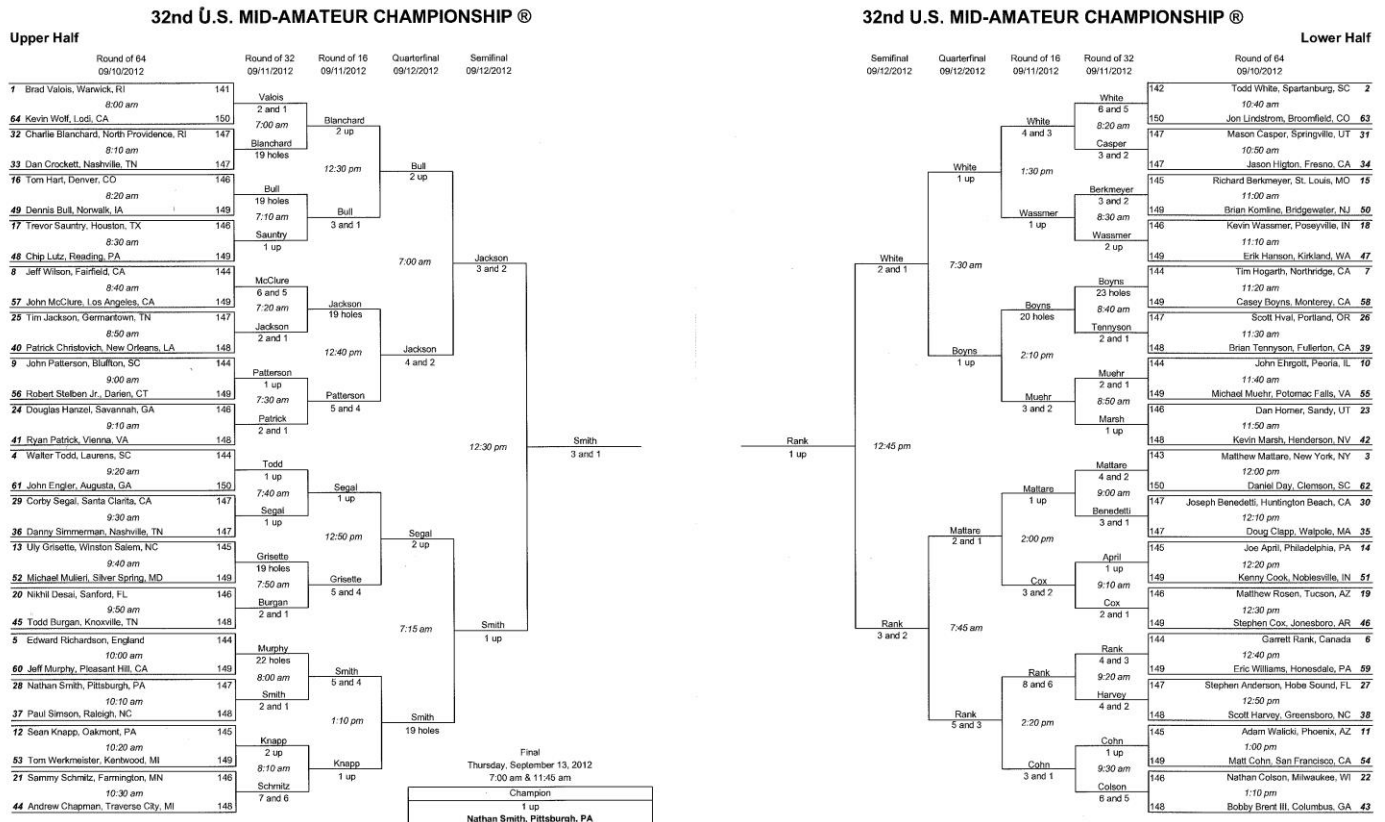 32nd U.S. MID-AMATEUR CHAMPIONSHIP ®
Upper Half
Round of 64 Round of 32 Round of 16 Quarterfinal Semifinal
09/10/2012 09/11/2012 09/11/2012 09/12/2012 09/12/2012
1 Brad Valois, Warwick, RI 141
8:00 am
64 Kevin Wolf, Lodi, CA 150
32 Charlie Blanchard, North Providence, RI 147
8:10 am
33 Dan Crockett, Nashville, TN 147
16 Tom Hart, Denver, CO 146
8:20 am
49 Dennis Bull, Norwalk, IA 149
17 Trevor Sauntry, Houston, TX 146
8:30 am
48 Chip Lutz, Reading, PA 149
8 Jeff Wilson, Fairfield, CA 144
8:40 am
57 John McClure, Los Angeles, CA 149
25 Tim Jackson, Germantown, TN 147
8:50 am
40 Patrick Christovich, New Orleans, LA 148
9 John Patterson, Bluffton, SC 144
9:00 am
56 Robert Stelben Jr., Darien, CT 149
24 Douglas Hanzel, Savannah, GA 146
9:10 am
41 Ryan Patrick, Vienna, VA 148
4 Walter Todd, Laurens, SC 144
9:20 am
61 John Engler, Augusta, GA 150
29 Corby Segal, Santa Clarita, CA 147
9:30 am
36 Danny Simmerman, Nashville, TN 147
13 Uly Grisette, Winston Salem, NC 145
9:40 am
52 Michael Mulieri, Silver Spring, MD 149
20 Nikhil Desai, Sanford, FL 146
9:50 am
45 Todd Burgan, Knoxville, TN 148
5 Edward Richardson, England 144
10:00 am
60 Jeff Murphy, Pleasant Hill, CA 149
28 Nathan Smith, Pittsburgh, PA 147
10:10 am
37 Paul Simson, Raleigh, NC 148
12 Sean Knapp, Oakmont, PA 145
10:20 am
53 Tom Werkmeister, Kentwood, MI 149
21 Sammy Schmitz, Farmington, MN 146
10:30 am
44 Andrew Chapman, Traverse City, MI 148
Valois
2 and 1
7:00 am
Blanchard
19 holes
Bull
19 holes
7:10 am
Sauntry
1 up
McClure
6 and 5
7:20 am
Jackson
2 and 1
Patterson
1 up
7:30 am
Patrick
2 and 1
Todd
1 up
7:40 am
Segal
1 up
Grisette
19 holes
7:50 am
Burgan
2 and 1
Murphy
22 holes
8:00 am
Smith
2 and 1
Knapp
2 up
8:10 am
Schmitz
7 and 6
Blanchard
2 up
12:30 pm
Bull
3 and 1
Jackson
19 holes
12:40 pm
Patterson
5 and 4
Segal
1 up
12:50 pm
Grisette
5 and 4
Smith
5 and 4
1:10 pm
Knapp
1 up
Bull
2 up
7:00 am
Jackson
4 and 2
Segal
2 up
7:15 am
Smith
19 holes
Jackson
3 and 2
12:30 pm
Smith
1 up
Smith
3 and 1
Final
Thursday, September 13, 2012
7:00 am & 11:45 am
Champion
1 up
Nathan Smith, Pittsburgh, PA
32nd U.S. MID-AMATEUR CHAMPIONSHIP ®
Lower Half
Semifinal Quarterfinal Round of 16 Round of 32 Round of 64
09/12/2012 09/12/2012 09/11/2012 09/11/2012 09/10/2012
Rank
1 up
White
2 and 1
12:45 pm
Rank
3 and 2
White
1 up
7:30 am
Boyns
1 up
Mattare
2 and 1
7:45 am
Rank
5 and 3
White
4 and 3
1:30 pm
Wassmer
1 up
Boyns
20 holes
2:10 pm
Muehr
3 and 2
Mattare
1 up
2:00 pm
Cox
3 and 2
Rank
8 and 6
2:20 pm
Cohn
3 and 1
White
6 and 5
8:20 am
Casper
3 and 2
Berkmeyer
3 and 2
8:30 am
Wassmer
2 up
Boyns
23 holes
8:40 am
Tennyson
2 and 1
Muehr
2 and 1
8:50 am
Marsh
1 up
Mattare
4 and 2
9:00 am
Benedetti
3 and 1
April
1 up
9:10 am
Cox
2 and 1
Rank
4 and 3
9:20 am
Harvey
4 and 2
Cohn
1 up
9:30 am
Colson
6 and 5
142 Todd White, Spartanburg, SC 2
10:40 am
150 Jon Lindstrom, Broomfield, CO 63
147 Mason Casper, Springville, UT 31
10:50 am
147 Jason Higton, Fresno, CA 34
145 Richard Berkmeyer, St. Louis, MO 15
11:00 am
149 Brian Komline, Bridgewater, NJ 50
146 Kevin Wassmer, Poseyville, IN 18
11:10 am
149 Erik Hanson, Kirkland, WA 47
144 Tim Hogarth, Northridge, CA 7
11:20 am
149 Casey Boyns, Monterey, CA 58
147 Scott Hval, Portland, OR 26
11:30 am
148 Brian Tennyson, Fullerton, CA 39
144 John Ehrgott, Peoria, IL 10
11:40 am
149 Michael Muehr, Potomac Falls, VA 55
146 Dan Horner, Sandy, UT 23
11:50 am
148 Kevin Marsh, Henderson, NV 42
143 Matthew Mattare, New York, NY 3
12:00 pm
150 Daniel Day, Clemson, SC 62
147 Joseph Benedetti, Huntington Beach, CA 30
12:10 pm
147 Doug Clapp, Walpole, MA 35
145 Joe April, Philadelphia, PA 14
12:20 pm
149 Kenny Cook, Noblesville, IN 51
146 Matthew Rosen, Tucson, AZ 19
12:30 pm
149 Stephen Cox, Jonesboro, AR 46
144 Garrett Rank, Canada 6
12:40 pm
149 Eric Williams, Honesdale, PA 59
147 Stephen Anderson, Hobe Sound, FL 27
12:50 pm
148 Scott Harvey, Greensboro, NC 38
145 Adam Walicki, Phoenix, AZ 11
1:00 pm
149 Matt Cohn, San Francisco, CA 54
146 Nathan Colson, Milwaukee, WI 22
1:10 pm
148 Bobby Brent III, Columbus, GA 43